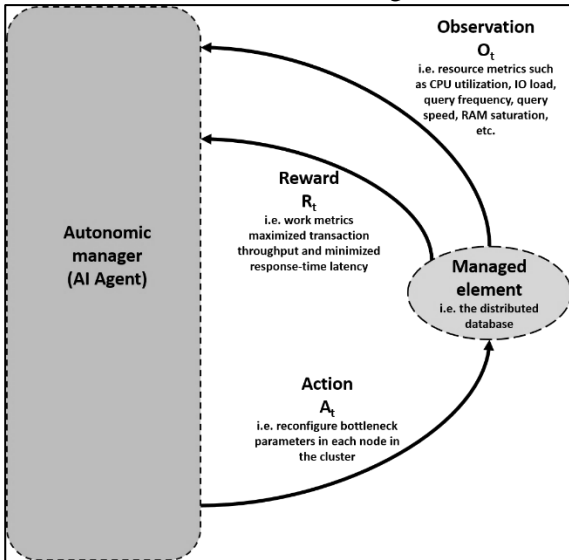 Observation
Oₜ
i.e. resource metrics such
as CPU utilization, IO load,
query frequency, query
speed, RAM saturation,
etc.
Reward
Rₜ
i.e. work metrics
maximized transaction
throughput and minimized
response-time latency
Autonomic
manager
(AI Agent)
Managed
element
i.e. the distributed
database
Action
Aₜ
i.e. reconfigure bottleneck
parameters in each node in
the cluster